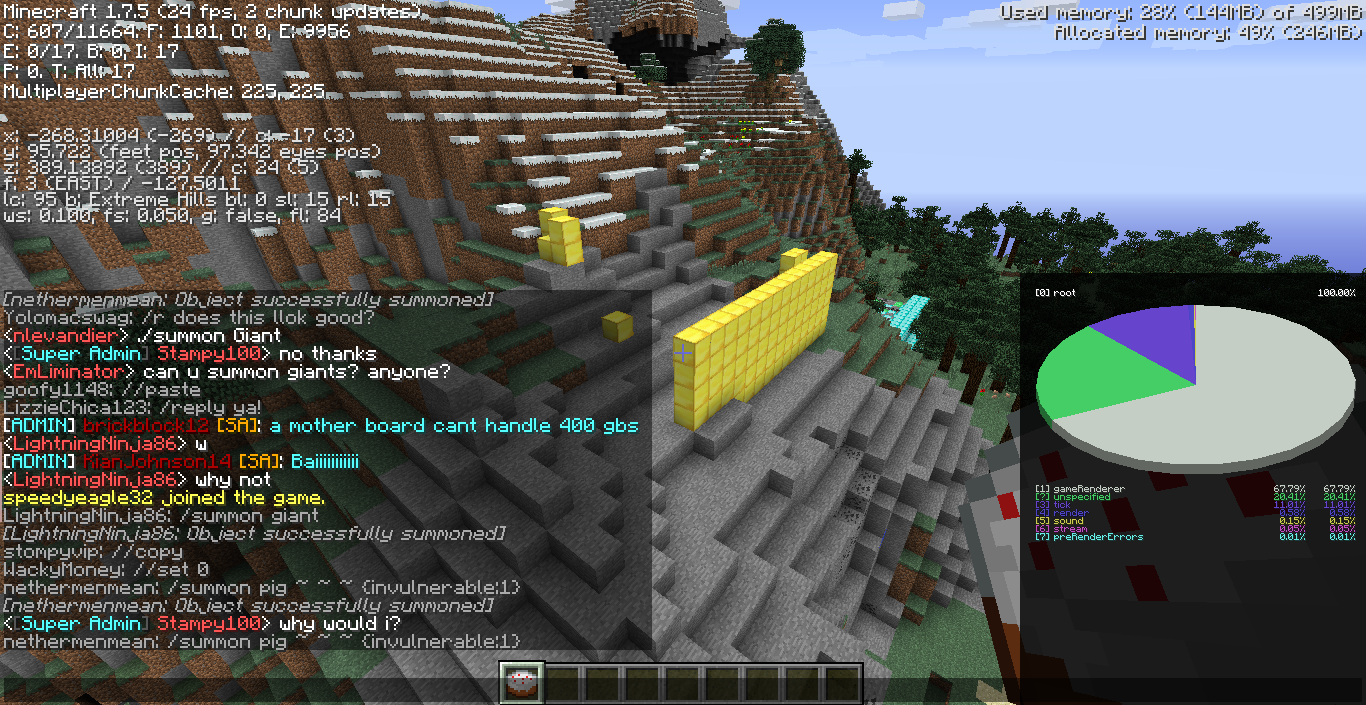 Minecraft 1.7.5 (24 fps, 2 chunk updates)
C: 607/11664. F: 1101, O: 0, E: 9956
E: 0/17. B: 0, I: 17
P: 0. T: All: 17
MultiplayerChunkCache: 225, 225
x: -268.31004 (-269) // c: -17 (3)
y: 95.722 (feet pos, 97.342 eyes pos)
z: 389.13892 (389) // c: 24 (5)
f: 3 (EAST) / -127.5011
lc: 95 b: Extreme Hills bl: 0 sl: 15 rl: 15
ws: 0.100, fs: 0.050, g: false, fl: 84
Used memory: 28% (144MB) of 499MB
Allocated memory: 49% (246MB)
[nethermenmean: Object successfully summoned]
Yolomacswag: /r does this llok good?
<nlevandier> ./summon Giant
<[Super Admin] Stampy100> no thanks
<EmLiminator> can u summon giants? anyone?
goofy1148: //paste
LizzieChica123: /reply ya!
[ADMIN] brickblock12 [SA]: a mother board cant handle 400 gbs
<LightningNinja86> w
[ADMIN] KianJohnson14 [SA]: Baiiiiiiiiii
<LightningNinja86> why not
speedyeagle32 joined the game.
LightningNinja86: /summon giant
[LightningNinja86: Object successfully summoned]
stompyvip: //copy
WackyMoney: //set 0
nethermenmean: /summon pig ~ ~ ~ {invulnerable:1}
[nethermenmean: Object successfully summoned]
<[Super Admin] Stampy100> why would i?
nethermenmean: /summon pig ~ ~ ~ {invulnerable:1}
[0] root 100.00%
[1] gameRenderer 67.79% 67.79%
[?] unspecified 20.41% 20.41%
[3] tick 11.01% 11.01%
[4] render 0.58% 0.58%
[5] sound 0.15% 0.15%
[6] stream 0.05% 0.05%
[7] preRenderErrors 0.01% 0.01%